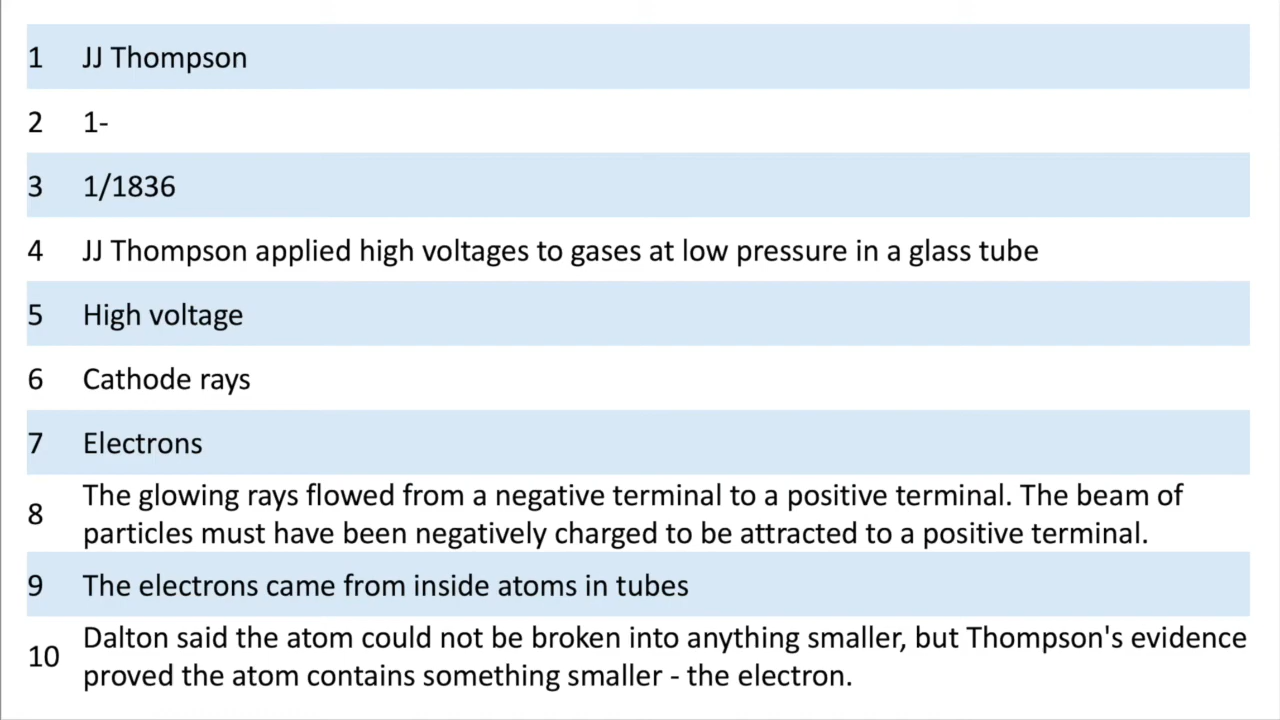 1 JJ Thompson
2 1-
3 1/1836
4 JJ Thompson applied high voltages to gases at low pressure in a glass tube
5 High voltage
6 Cathode rays
7 Electrons
8 The glowing rays flowed from a negative terminal to a positive terminal. The beam of
particles must have been negatively charged to be attracted to a positive terminal.
9 The electrons came from inside atoms in tubes
10 Dalton said the atom could not be broken into anything smaller, but Thompson's evidence
proved the atom contains something smaller - the electron.